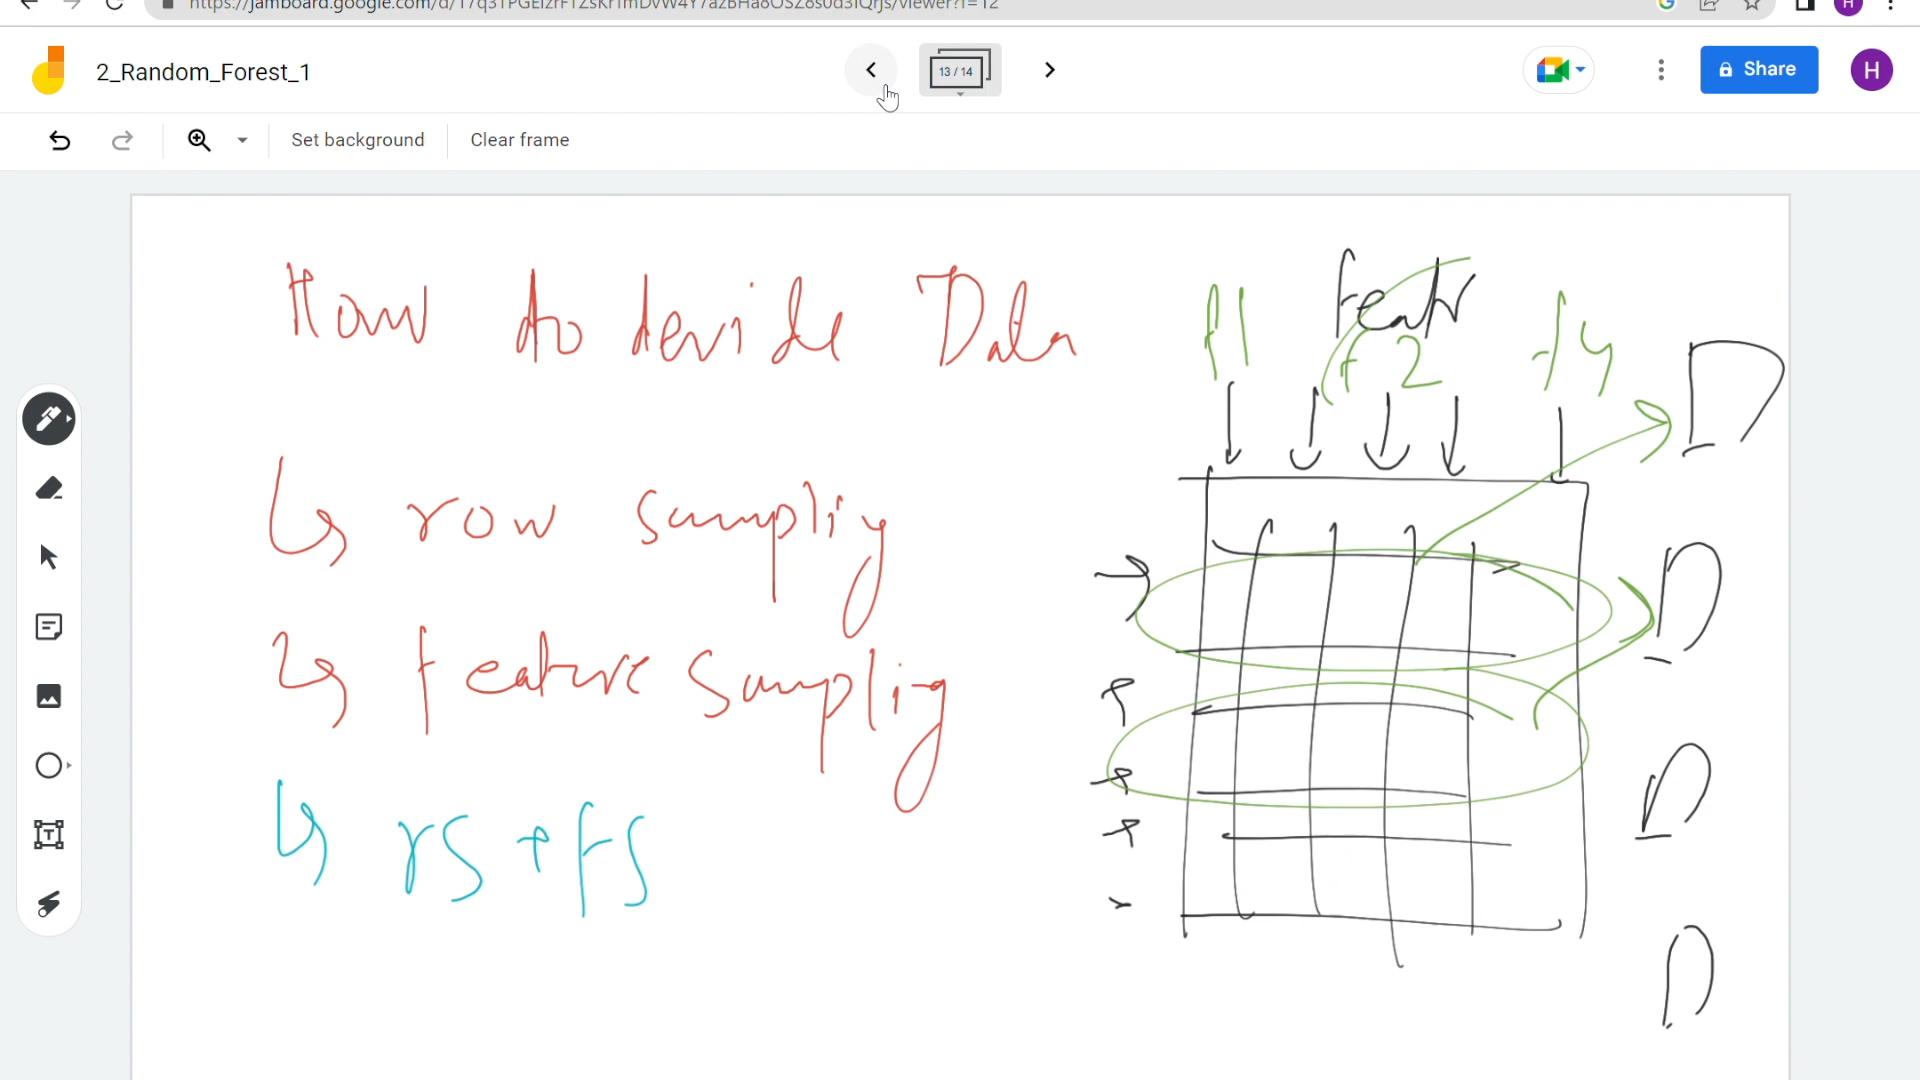 2_Random_Forest_1
13 / 14
Share
H
Set background
Clear frame
How to devide Data
row sampling
feature sampling
rs + fs
Featr
f1
f2
f4
D
D
D
D